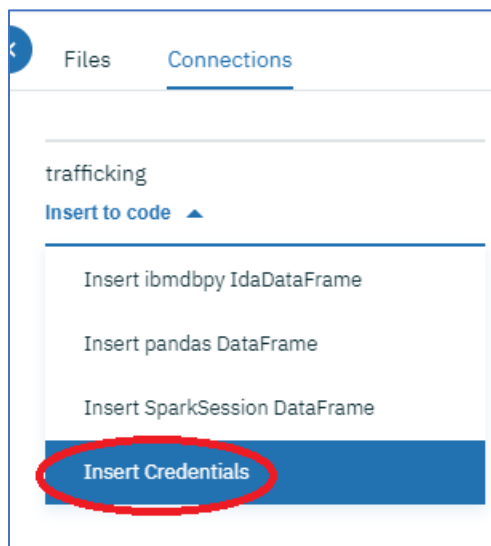 Files Connections
trafficking
Insert to code
Insert ibmdbpy IdaDataFrame
Insert pandas DataFrame
Insert SparkSession DataFrame
Insert Credentials